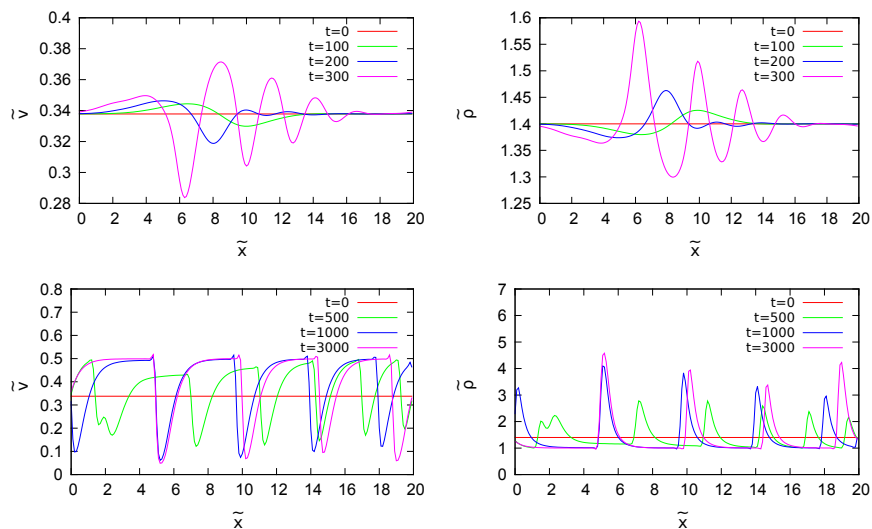 0.4
0.38
0.36
0.34
0.32
0.3
0.28
ṽ
0 2 4 6 8 10 12 14 16 18 20
x̃
t=0
t=100
t=200
t=300
1.6
1.55
1.5
1.45
1.4
1.35
1.3
1.25
ρ̃
0 2 4 6 8 10 12 14 16 18 20
x̃
t=0
t=100
t=200
t=300
0.8
0.7
0.6
0.5
0.4
0.3
0.2
0.1
0
ṽ
0 2 4 6 8 10 12 14 16 18 20
x̃
t=0
t=500
t=1000
t=3000
7
6
5
4
3
2
1
0
ρ̃
0 2 4 6 8 10 12 14 16 18 20
x̃
t=0
t=500
t=1000
t=3000